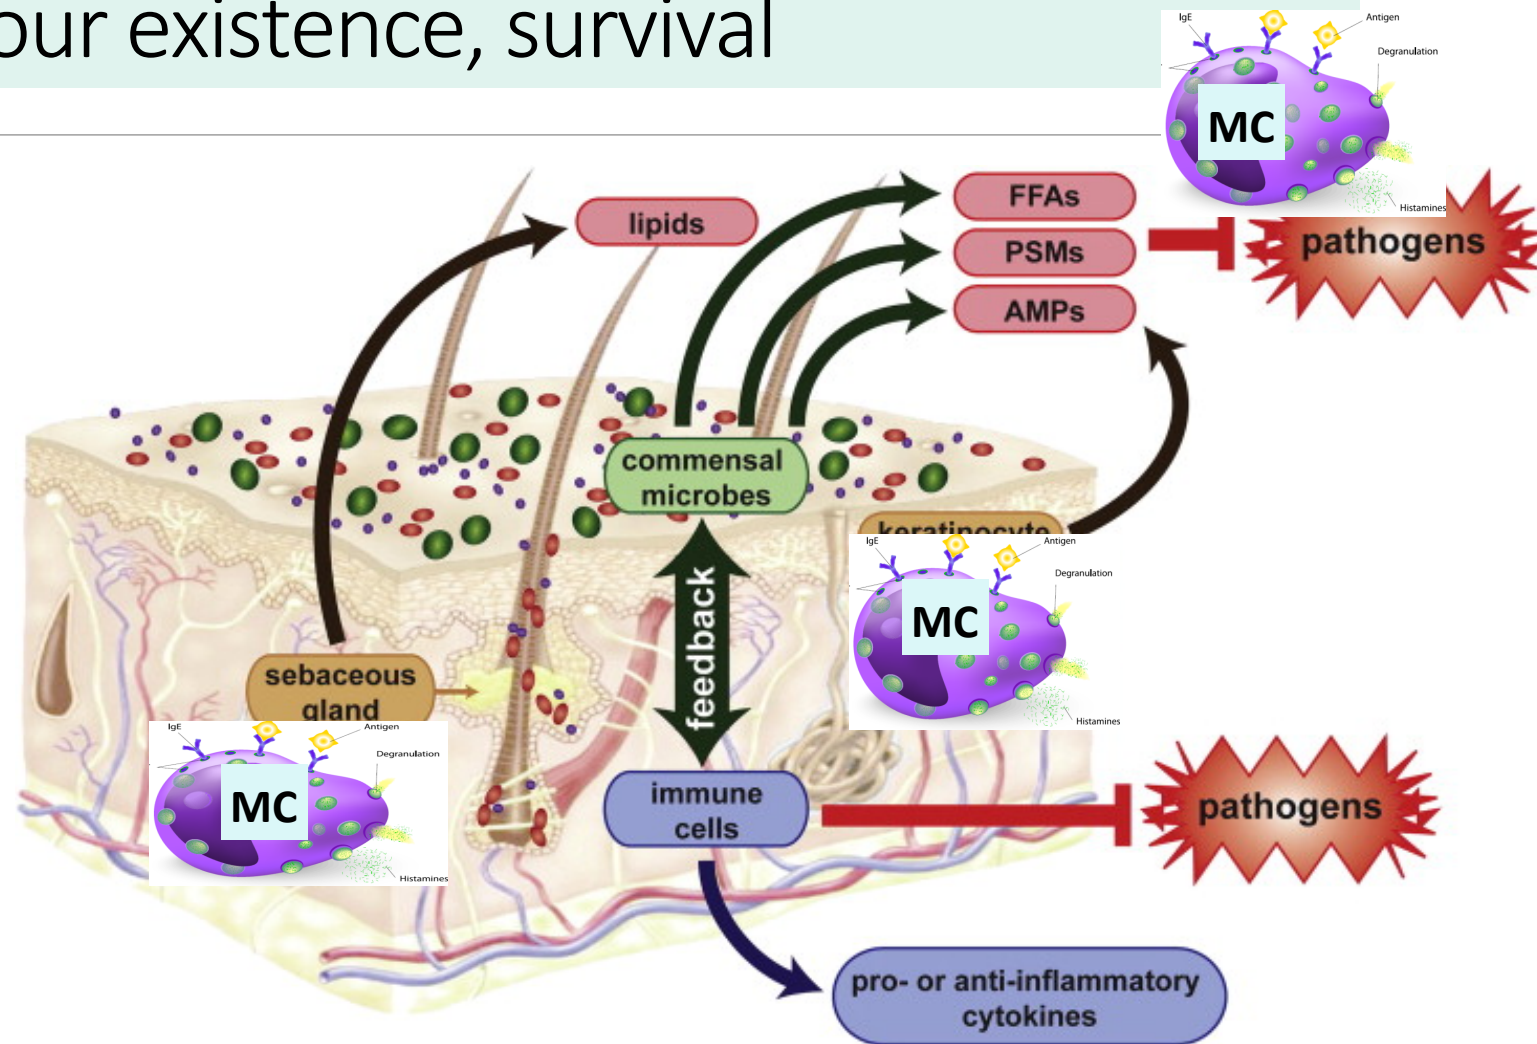 our existence, survival
IgE
Antigen
Degranulation
MC
Histamines
lipids
FFAs
PSMs
AMPs
pathogens
commensal
microbes
keratinocyte
IgE
Antigen
Degranulation
MC
Histamines
feedback
sebaceous
gland
IgE
Antigen
Degranulation
MC
Histamines
immune
cells
pathogens
pro- or anti-inflammatory
cytokines